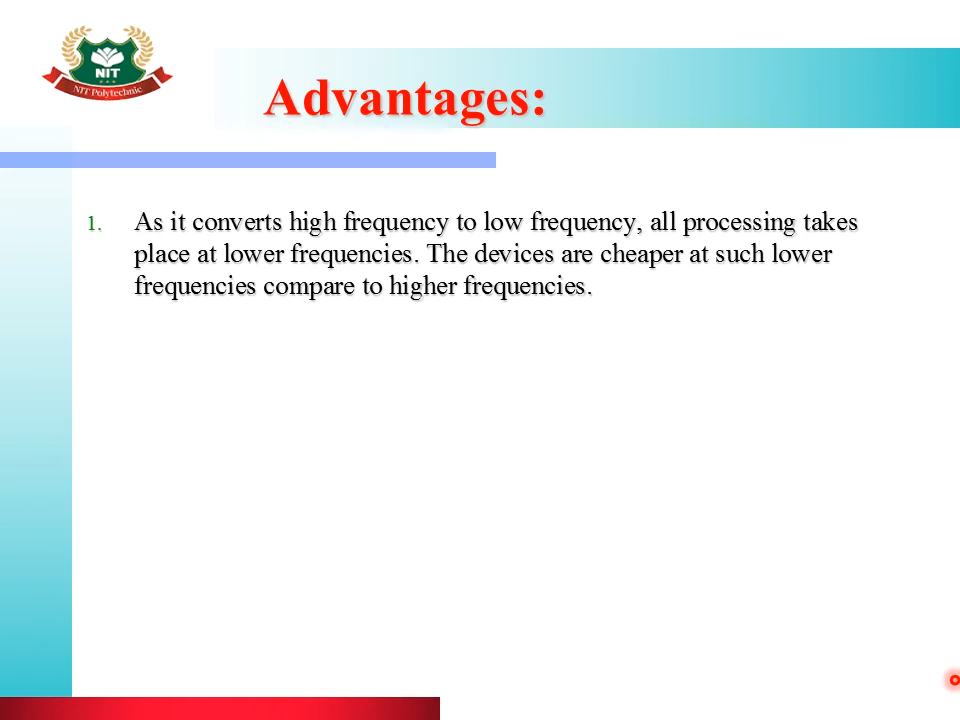 NIT
NIT Polytechnic
Advantages:
1. As it converts high frequency to low frequency, all processing takes
place at lower frequencies. The devices are cheaper at such lower
frequencies compare to higher frequencies.